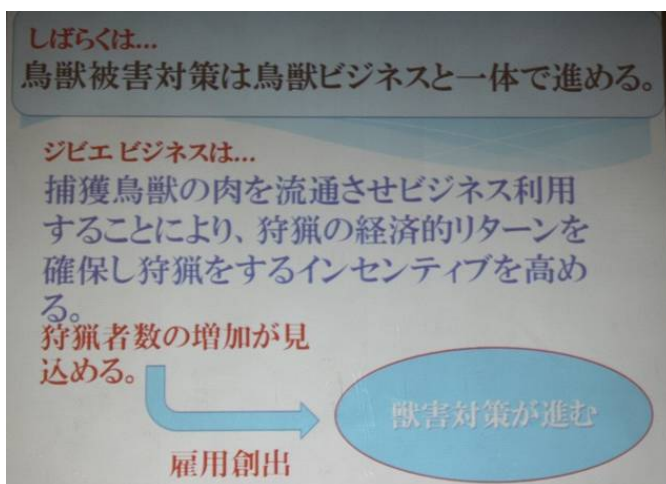 しばらくは…
鳥獣被害対策は鳥獣ビジネスと一体で進める。
ジビエ ビジネスは…
捕獲鳥獣の肉を流通させビジネス利用
することにより、狩猟の経済的リターンを
確保し狩猟をするインセンティブを高め
る。
狩猟者数の増加が見
込める。
獣害対策が進む
雇用創出